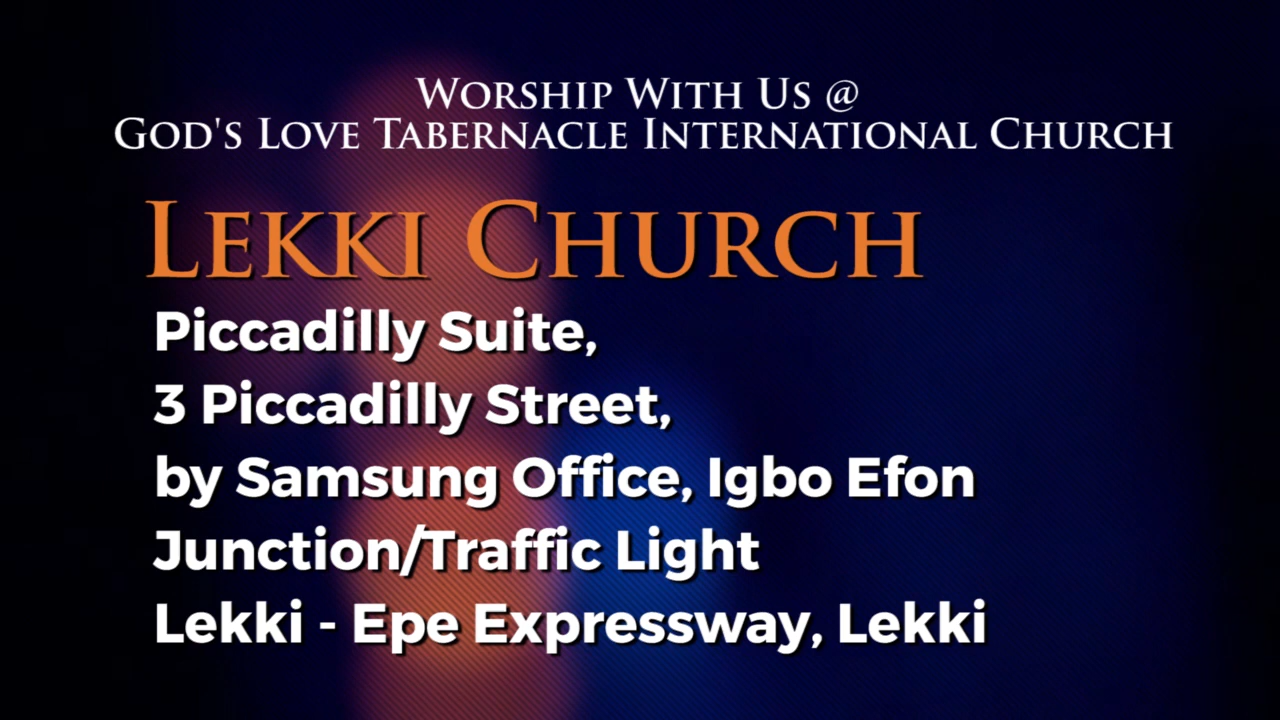 Worship With Us @
God's Love Tabernacle International Church
Lekki Church
Piccadilly Suite,
3 Piccadilly Street,
by Samsung Office, Igbo Efon
Junction/Traffic Light
Lekki - Epe Expressway, Lekki